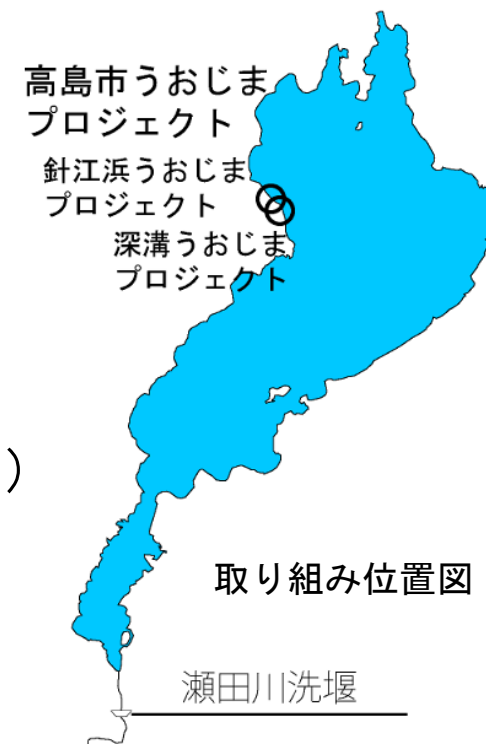 高島市うおじま
プロジェクト
針江浜うおじま
プロジェクト
深溝うおじま
プロジェクト
)
取り組み位置図
瀬田川洗堰